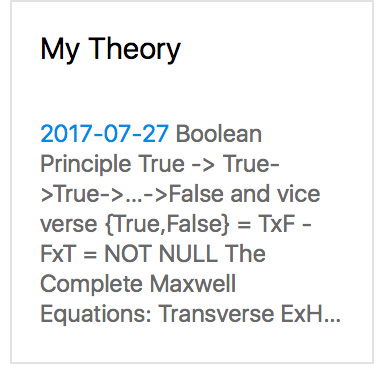 My Theory
2017-07-27 Boolean
Principle True -> True-
>True->...->False and vice
verse {True,False} = TxF -
FxT = NOT NULL The
Complete Maxwell
Equations: Transverse ExH...